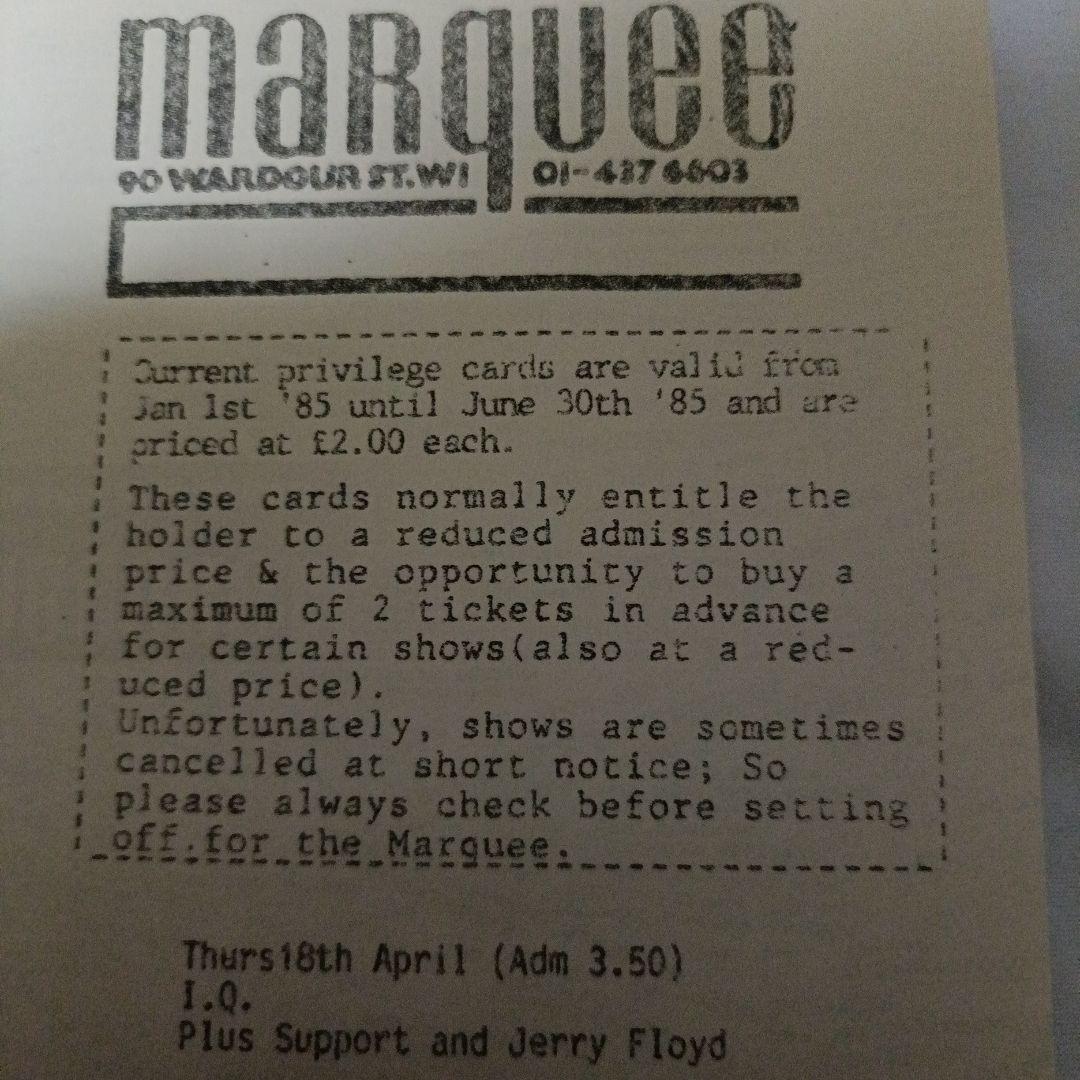 marquee
90 WARDOUR ST. W1 01-437 6603
Current privilege cards are valid from
Jan 1st '85 until June 30th '85 and are
priced at £2.00 each.
These cards normally entitle the
holder to a reduced admission
price & the opportunity to buy a
maximum of 2 tickets in advance
for certain shows(also at a red-
uced price).
Unfortunately, shows are sometimes
cancelled at short notice; So
please always check before setting
off.for the Marquee.
Thurs18th April (Adm 3.50)
I.Q.
Plus Support and Jerry Floyd